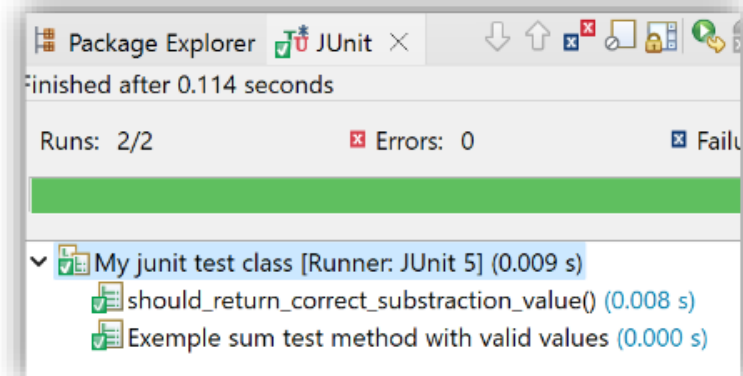 Package Explorer JUnit
Finished after 0.114 seconds
Runs: 2/2 Errors: 0 Failu
My junit test class [Runner: JUnit 5] (0.009 s)
should_return_correct_substraction_value() (0.008 s)
Exemple sum test method with valid values (0.000 s)